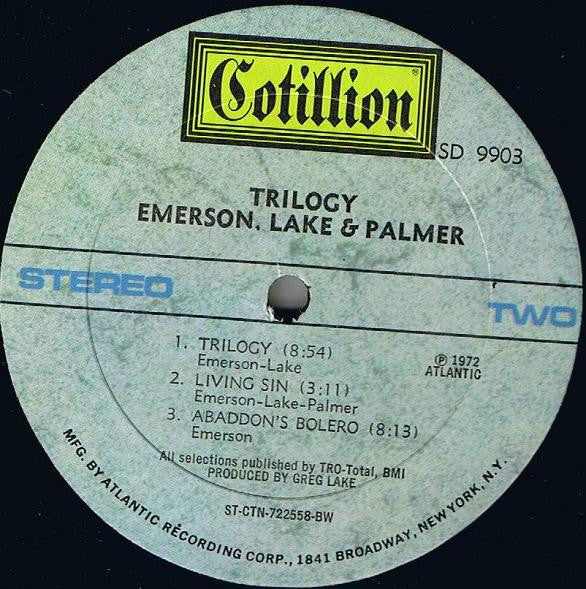 Cotillion®
SD 9903
TRILOGY
EMERSON, LAKE & PALMER
STEREO
TWO
1. TRILOGY (8:54)
Emerson-Lake
2. LIVING SIN (3:11)
Emerson-Lake-Palmer
3. ABADDON'S BOLERO (8:13)
Emerson
℗ 1972
ATLANTIC
All selections published by TRO-Total, BMI
PRODUCED BY GREG LAKE
ST-CTN-722558-BW
MFG. BY ATLANTIC RECORDING CORP., 1841 BROADWAY, NEW YORK, N.Y.